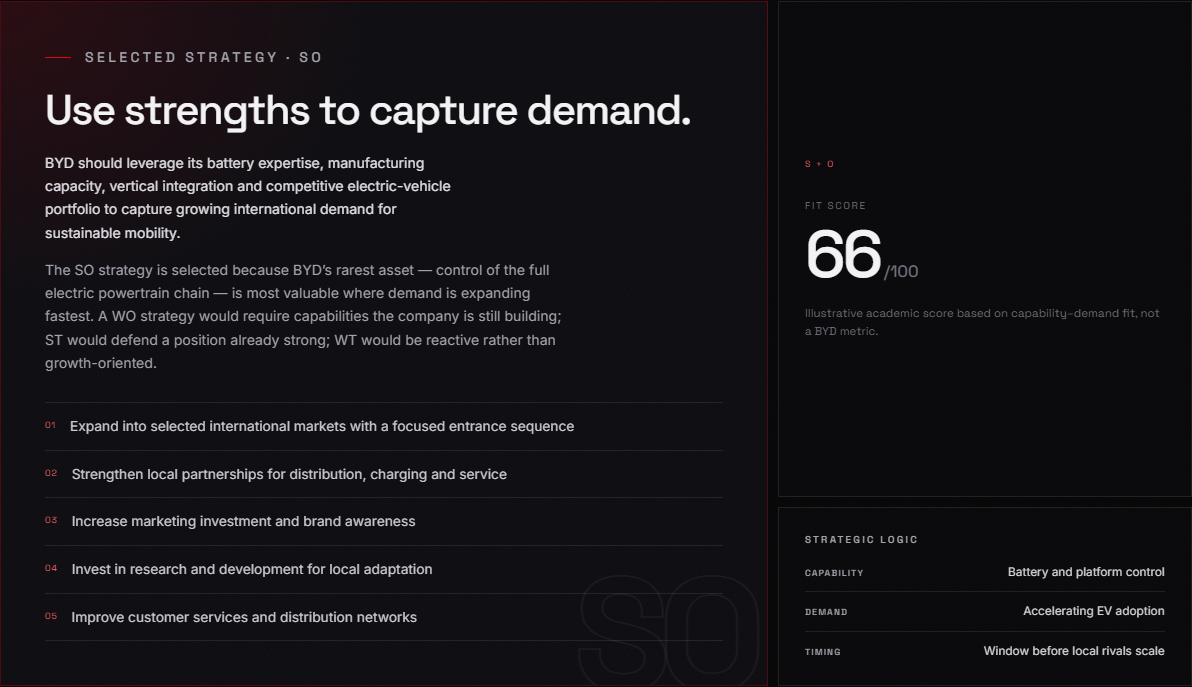 SELECTED STRATEGY · SO
Use strengths to capture demand.
BYD should leverage its battery expertise, manufacturing
capacity, vertical integration and competitive electric-vehicle
portfolio to capture growing international demand for
sustainable mobility.
The SO strategy is selected because BYD's rarest asset — control of the full
electric powertrain chain — is most valuable where demand is expanding
fastest. A WO strategy would require capabilities the company is still building;
ST would defend a position already strong; WT would be reactive rather than
growth-oriented.
01 Expand into selected international markets with a focused entrance sequence
02 Strengthen local partnerships for distribution, charging and service
03 Increase marketing investment and brand awareness
04 Invest in research and development for local adaptation
05 Improve customer services and distribution networks
SO
S + O
FIT SCORE
66/100
Illustrative academic score based on capability–demand fit, not
a BYD metric.
STRATEGIC LOGIC
CAPABILITY Battery and platform control
DEMAND Accelerating EV adoption
TIMING Window before local rivals scale